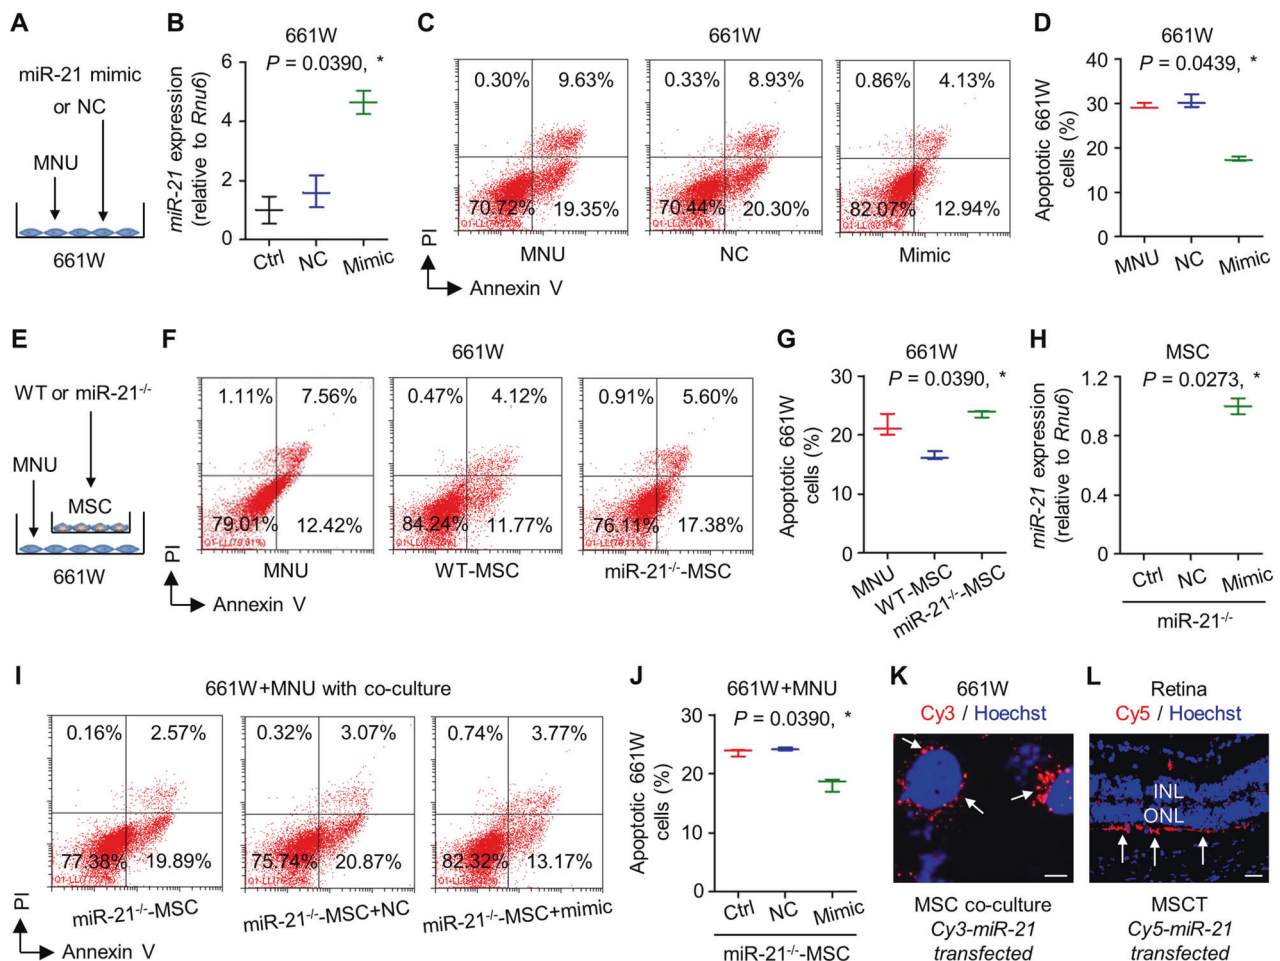 A
miR-21 mimic
or NC
MNU
661W
B
661W
P = 0.0390, *
miR-21 expression
(relative to Rnu6)
6
4
2
0
Ctrl NC Mimic
C
661W
0.30% 9.63%
70.72% 19.35%
MNU
0.33% 8.93%
70.44% 20.30%
NC
0.86% 4.13%
82.07% 12.94%
Mimic
PI
Annexin V
D
661W
P = 0.0439, *
Apoptotic 661W
cells (%)
40
30
20
10
0
MNU NC Mimic
E
WT or miR-21-/-
MNU
MSC
661W
F
661W
1.11% 7.56%
79.01% 12.42%
MNU
0.47% 4.12%
84.24% 11.77%
WT-MSC
0.91% 5.60%
76.11% 17.38%
miR-21-/--MSC
PI
Annexin V
G
661W
P = 0.0390, *
Apoptotic 661W
cells (%)
30
20
10
0
MNU
WT-MSC
miR-21-/--MSC
H
MSC
P = 0.0273, *
miR-21 expression
(relative to Rnu6)
1.2
0.8
0.4
0
Ctrl NC Mimic
miR-21-/-
I
661W+MNU with co-culture
0.16% 2.57%
77.38% 19.89%
miR-21-/--MSC
0.32% 3.07%
75.74% 20.87%
miR-21-/--MSC+NC
0.74% 3.77%
82.32% 13.17%
miR-21-/--MSC+mimic
PI
Annexin V
J
661W+MNU
P = 0.0390, *
Apoptotic 661W
cells (%)
30
20
10
0
Ctrl NC Mimic
miR-21-/--MSC
K
661W
Cy3 / Hoechst
MSC co-culture
Cy3-miR-21
transfected
L
Retina
Cy5 / Hoechst
INL
ONL
MSCT
Cy5-miR-21
transfected